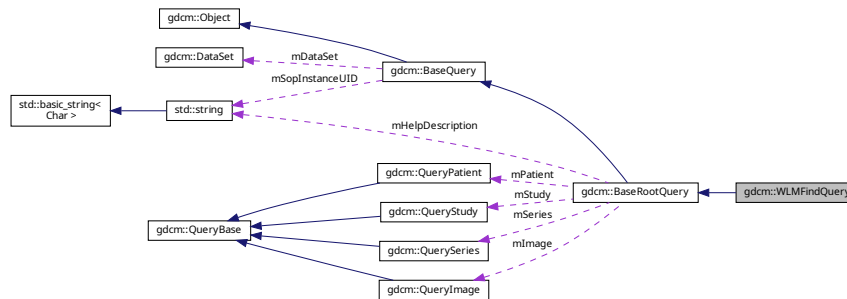 gdcm::Object
gdcm::DataSet
mDataSet
gdcm::BaseQuery
mSopInstanceUID
std::basic_string<
Char >
std::string
mHelpDescription
gdcm::QueryPatient
mPatient
gdcm::BaseRootQuery
gdcm::WLMFindQuery
mStudy
gdcm::QueryStudy
mSeries
gdcm::QueryBase
gdcm::QuerySeries
mImage
gdcm::QueryImage